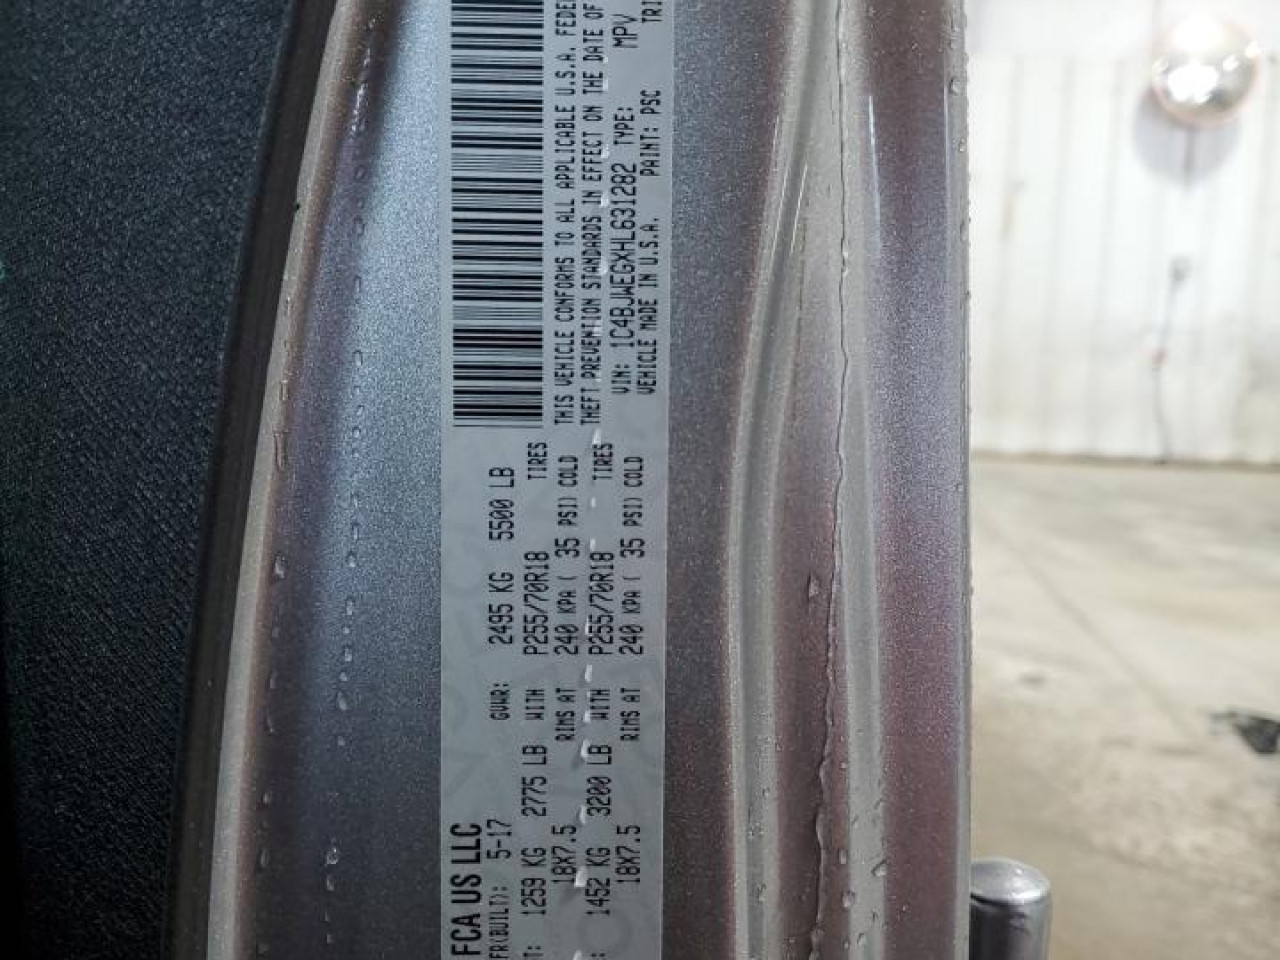 FCA US LLC
FR(BUILT): 5-17 GVWR: 2495 KG 5500 LB
T: 1259 KG 2775 LB WITH P255/70R18 TIRES
18X7.5 RIMS AT 240 KPA ( 35 PSI) COLD
: 1452 KG 3200 LB WITH P255/70R18 TIRES
18X7.5 RIMS AT 240 KPA ( 35 PSI) COLD
THIS VEHICLE CONFORMS TO ALL APPLICABLE U.S.A. FEDE
THEFT PREVENTION STANDARDS IN EFFECT ON THE DATE OF
VIN: 1C4BJWEGXHL631282 TYPE: MPV
VEHICLE MADE IN U.S.A. PAINT: PSC TRI